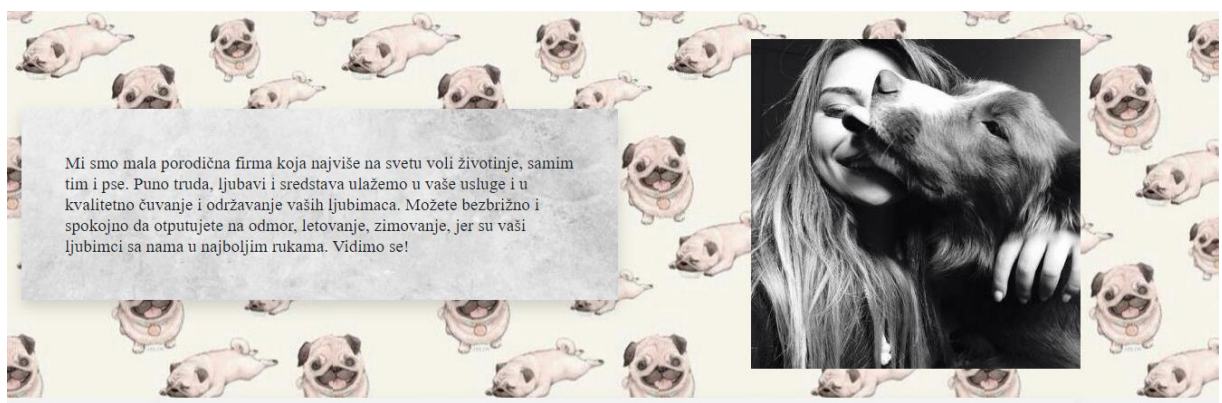 Mi smo mala porodična firma koja najviše na svetu voli životinje, samim
tim i pse. Puno truda, ljubavi i sredstava ulažemo u vaše usluge i u
kvalitetno čuvanje i održavanje vaših ljubimaca. Možete bezbrižno i
spokojno da otputujete na odmor, letovanje, zimovanje, jer su vaši
ljubimci sa nama u najboljim rukama. Vidimo se!